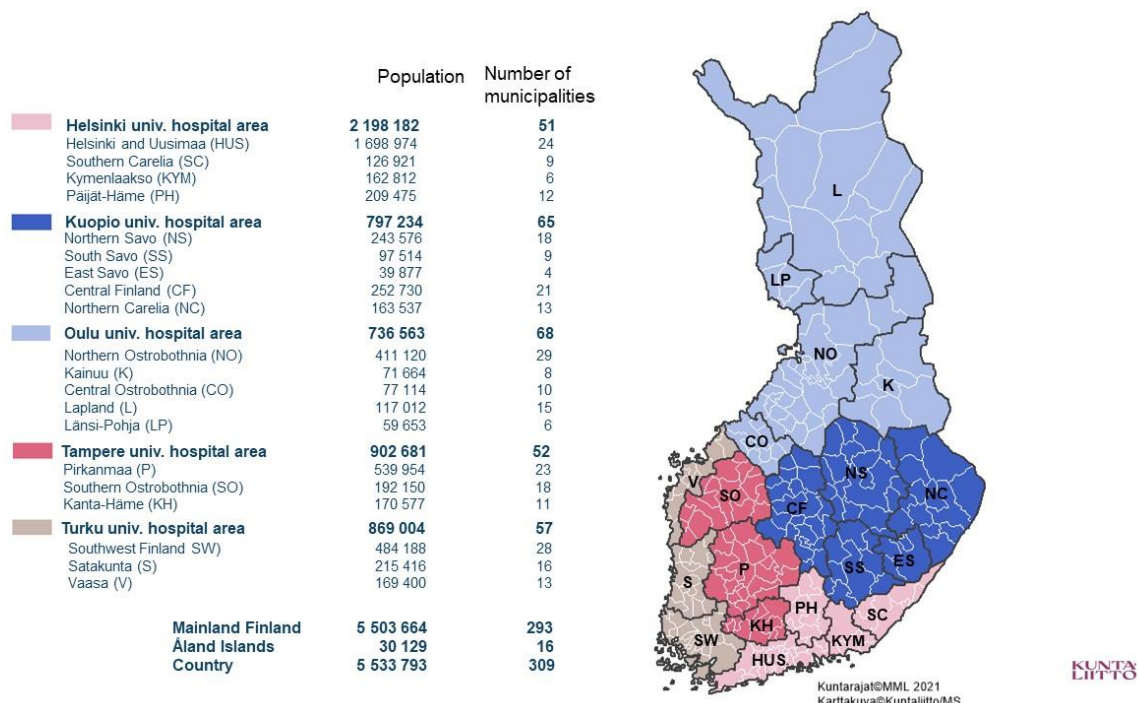 Population Number of
municipalities
Helsinki univ. hospital area 2 198 182 51
Helsinki and Uusimaa (HUS) 1 698 974 24
Southern Carelia (SC) 126 921 9
Kymenlaakso (KYM) 162 812 6
Päijät-Häme (PH) 209 475 12
Kuopio univ. hospital area 797 234 65
Northern Savo (NS) 243 576 18
South Savo (SS) 97 514 9
East Savo (ES) 39 877 4
Central Finland (CF) 252 730 21
Northern Carelia (NC) 163 537 13
Oulu univ. hospital area 736 563 68
Northern Ostrobothnia (NO) 411 120 29
Kainuu (K) 71 664 8
Central Ostrobothnia (CO) 77 114 10
Lapland (L) 117 012 15
Länsi-Pohja (LP) 59 653 6
Tampere univ. hospital area 902 681 52
Pirkanmaa (P) 539 954 23
Southern Ostrobothnia (SO) 192 150 18
Kanta-Häme (KH) 170 577 11
Turku univ. hospital area 869 004 57
Southwest Finland SW) 484 188 28
Satakunta (S) 215 416 16
Vaasa (V) 169 400 13
Mainland Finland 5 503 664 293
Åland Islands 30 129 16
Country 5 533 793 309
L
LP
NO
K
CO
V
SO
CF
NS
NC
S
P
SS
ES
PH
SC
KH
SW
HUS
KYM
Kuntarajat©MML 2021
Karttakuva©Kuntaliitto/MS
KUNTA
LIITTO